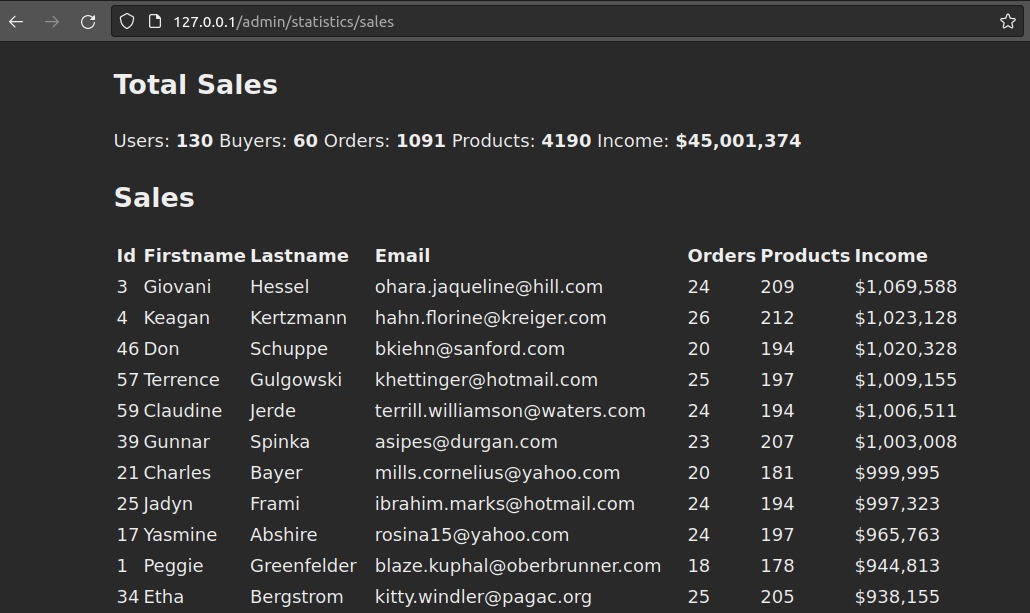 127.0.0.1/admin/statistics/sales
Total Sales
Users: 130 Buyers: 60 Orders: 1091 Products: 4190 Income: $45,001,374
Sales
Id Firstname Lastname Email Orders Products Income
3 Giovani Hessel ohara.jaqueline@hill.com 24 209 $1,069,588
4 Keagan Kertzmann hahn.florine@kreiger.com 26 212 $1,023,128
46 Don Schuppe bkiehn@sanford.com 20 194 $1,020,328
57 Terrence Gulgowski khettinger@hotmail.com 25 197 $1,009,155
59 Claudine Jerde terrill.williamson@waters.com 24 194 $1,006,511
39 Gunnar Spinka asipes@durgan.com 23 207 $1,003,008
21 Charles Bayer mills.cornelius@yahoo.com 20 181 $999,995
25 Jadyn Frami ibrahim.marks@hotmail.com 24 194 $997,323
17 Yasmine Abshire rosina15@yahoo.com 24 197 $965,763
1 Peggie Greenfelder blaze.kuphal@oberbrunner.com 18 178 $944,813
34 Etha Bergstrom kitty.windler@pagac.org 25 205 $938,155